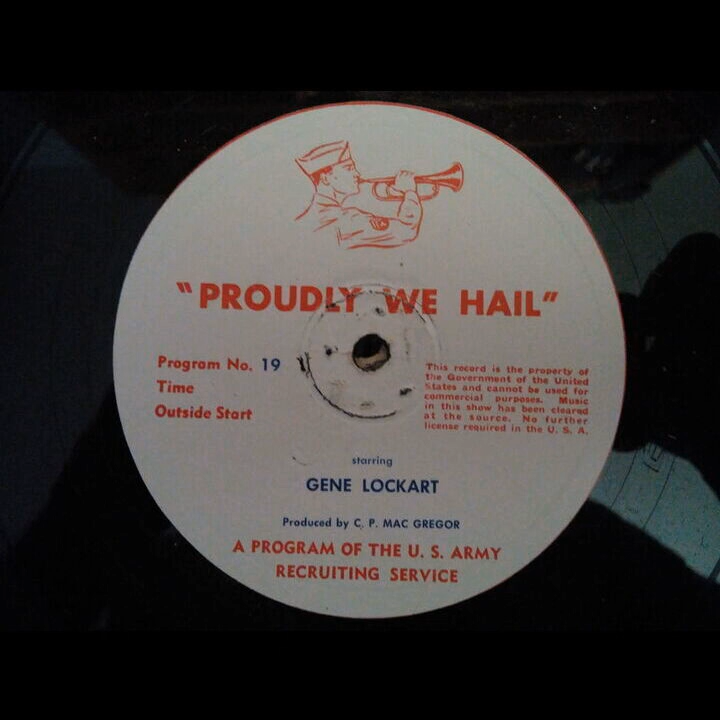 "PROUDLY WE HAIL"
Program No. 19
Time
Outside Start
This record is the property of
the Government of the United
States and cannot be used for
commercial purposes. Music
in this show has been cleared
at the source. No further
license required in the U. S. A.
starring
GENE LOCKART
Produced by C. P. MAC GREGOR
A PROGRAM OF THE U. S. ARMY
RECRUITING SERVICE